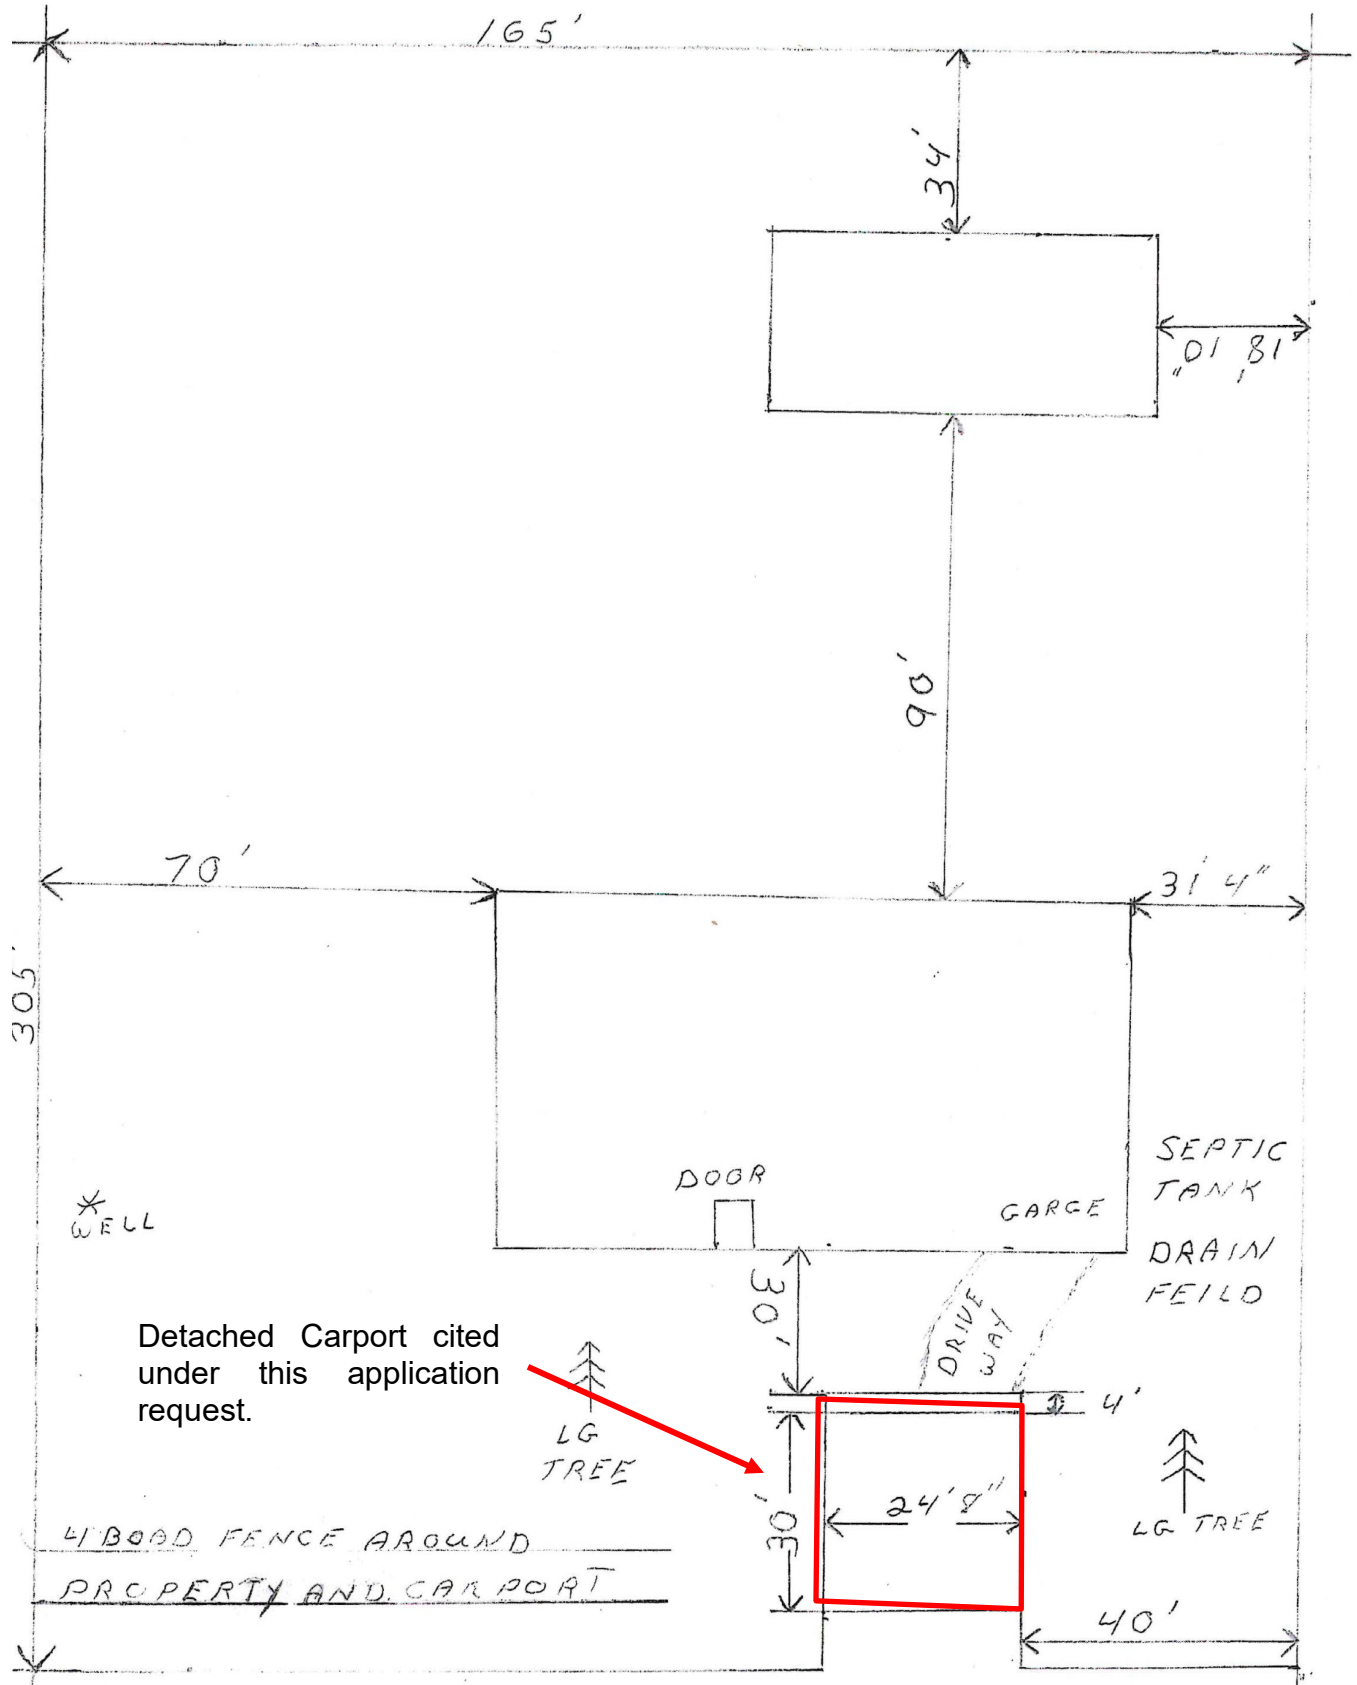 165'
34'
18' 10"
90'
70'
31' 4"
305'
SEPTIC
TANK
DOOR
GARGE
* WELL
DRAIN
FEILD
30'
DRIVE
WAY
Detached Carport cited
under this application
request.
4'
LG
TREE
24' 8"
30'
LG TREE
4 BOAD FENCE AROUND
PROPERTY AND CARPORT
40'